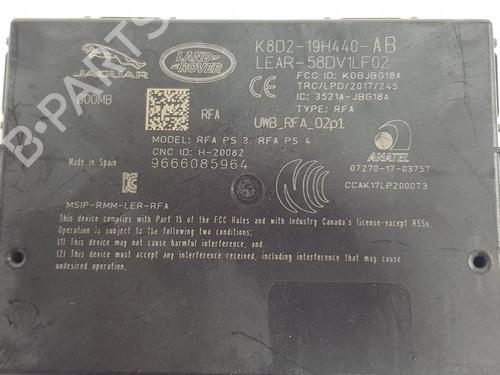 JAGUAR
LAND-
ROVER
K8D2-19H440-AB
LEAR-58DV1LF02
FCC ID: KOBJBG18A
TRC/LPD/2017/245
IC: 3521A-JBG18A
TYPE: RFA
000MB
RFA
UWB_RFA_02p1
MODEL: RFA PS 3, RFA PS 4
CNC ID: H-20082
Made in Spain
9666085964
ANATEL
07270-17-03757
CCAK17LP2000T3
MSIP-RMM-LER-RFA
This device complies with Part 15 of the FCC Rules and with Industry Canada's license-except RSSs.
Operation is subject to the following two conditions;
(1) This device may not cause harmful interference, and
(2) This device must accept any interference received, including interference that may cause
undesired operation.
B-Parts